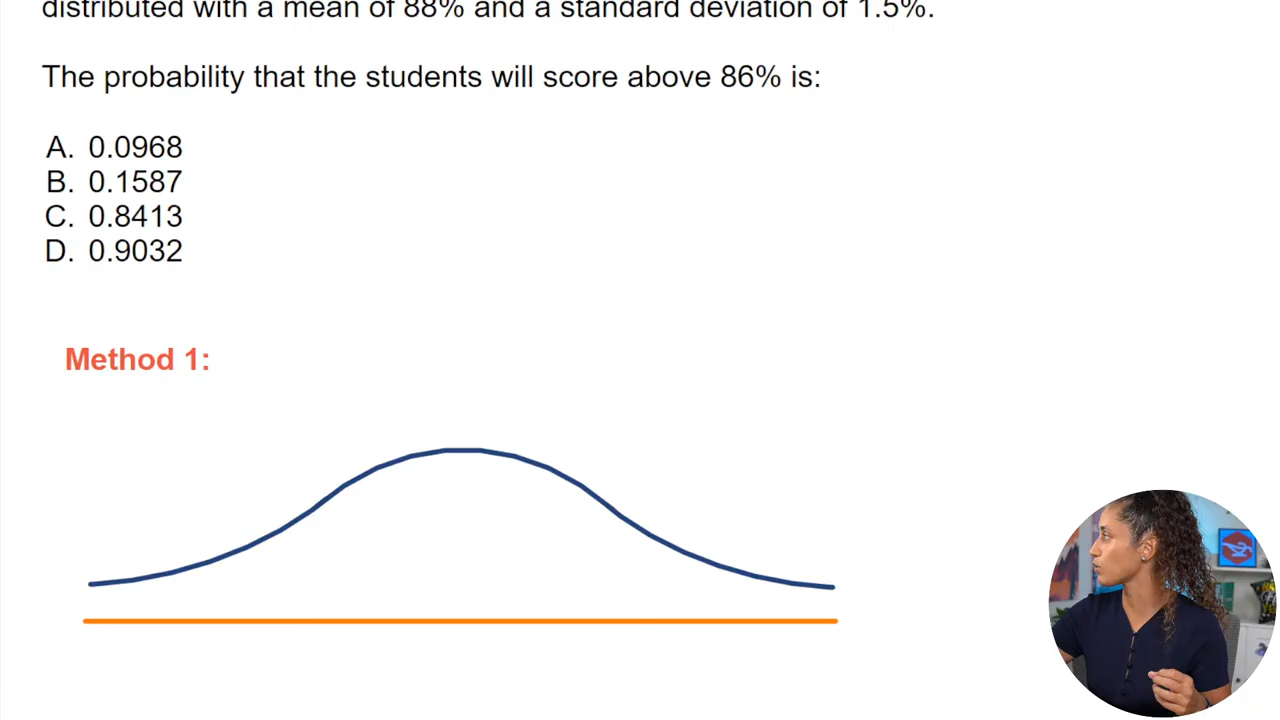 distributed with a mean of 88% and a standard deviation of 1.5%.
The probability that the students will score above 86% is:
A. 0.0968
B. 0.1587
C. 0.8413
D. 0.9032
Method 1: